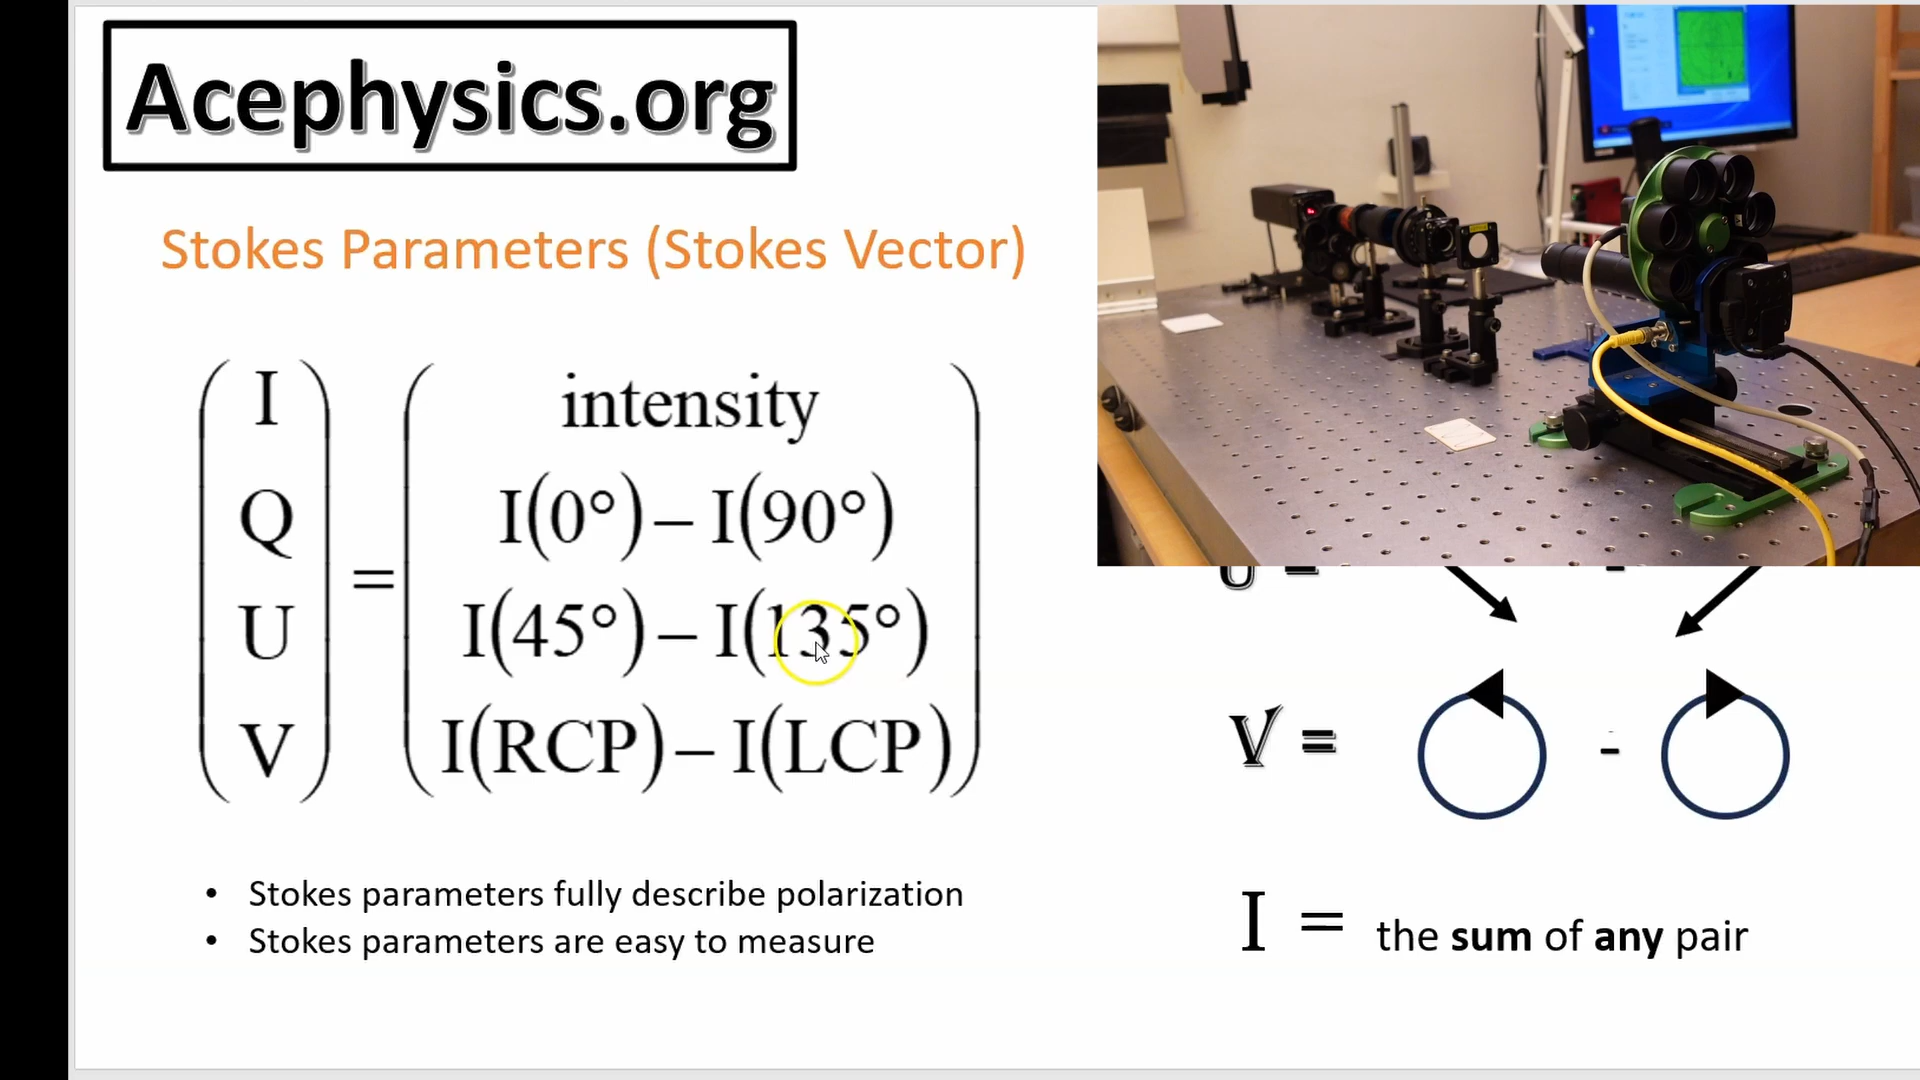 Acephysics.org
Stokes Parameters (Stokes Vector)
I
Q
U
V
=
intensity
I(0°) – I(90°)
I(45°) – I(135°)
I(RCP) – I(LCP)
• Stokes parameters fully describe polarization
• Stokes parameters are easy to measure
V = -
I = the sum of any pair